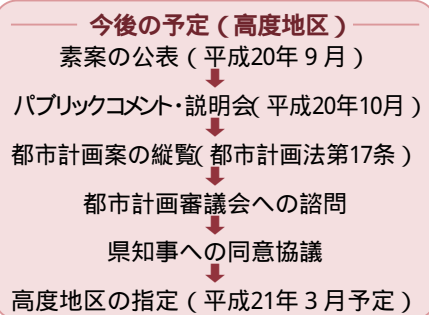 今後の予定（高度地区）
素案の公表（平成20年９月）
パブリックコメント・説明会（平成20年10月）
都市計画案の縦覧（都市計画法第17条）
都市計画審議会への諮問
県知事への同意協議
高度地区の指定（平成21年３月予定）